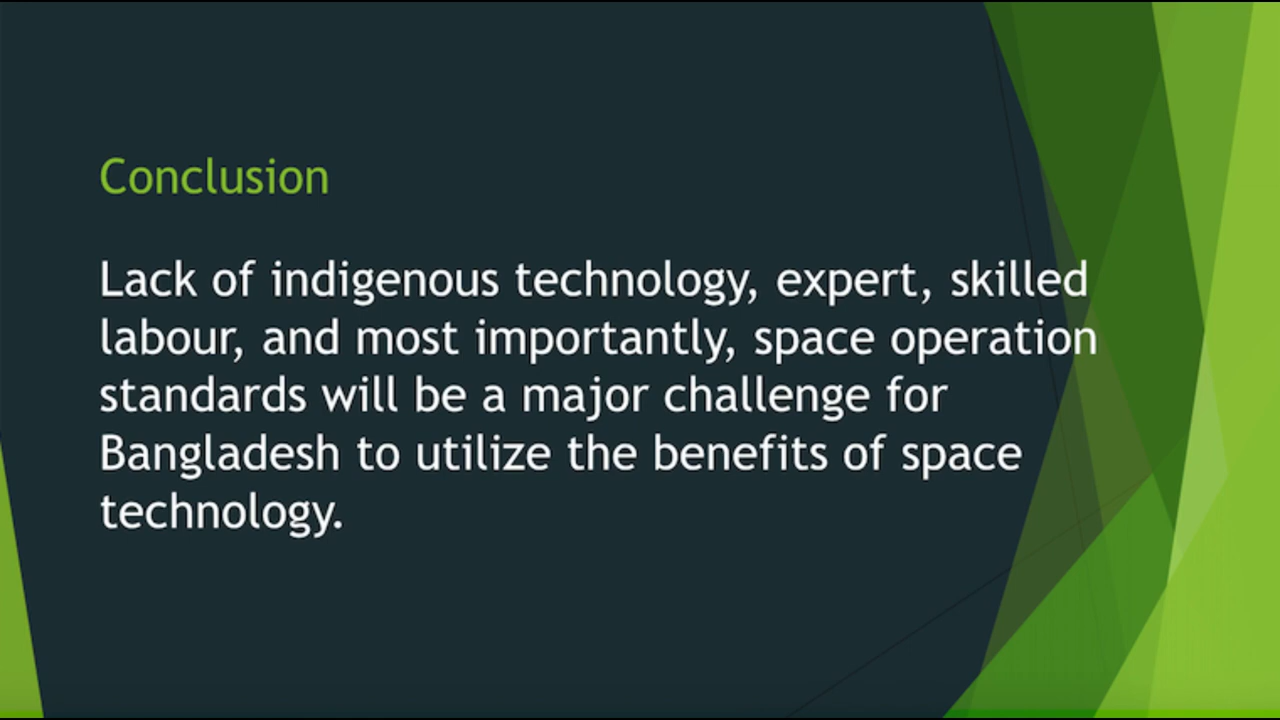 Conclusion
Lack of indigenous technology, expert, skilled
labour, and most importantly, space operation
standards will be a major challenge for
Bangladesh to utilize the benefits of space
technology.